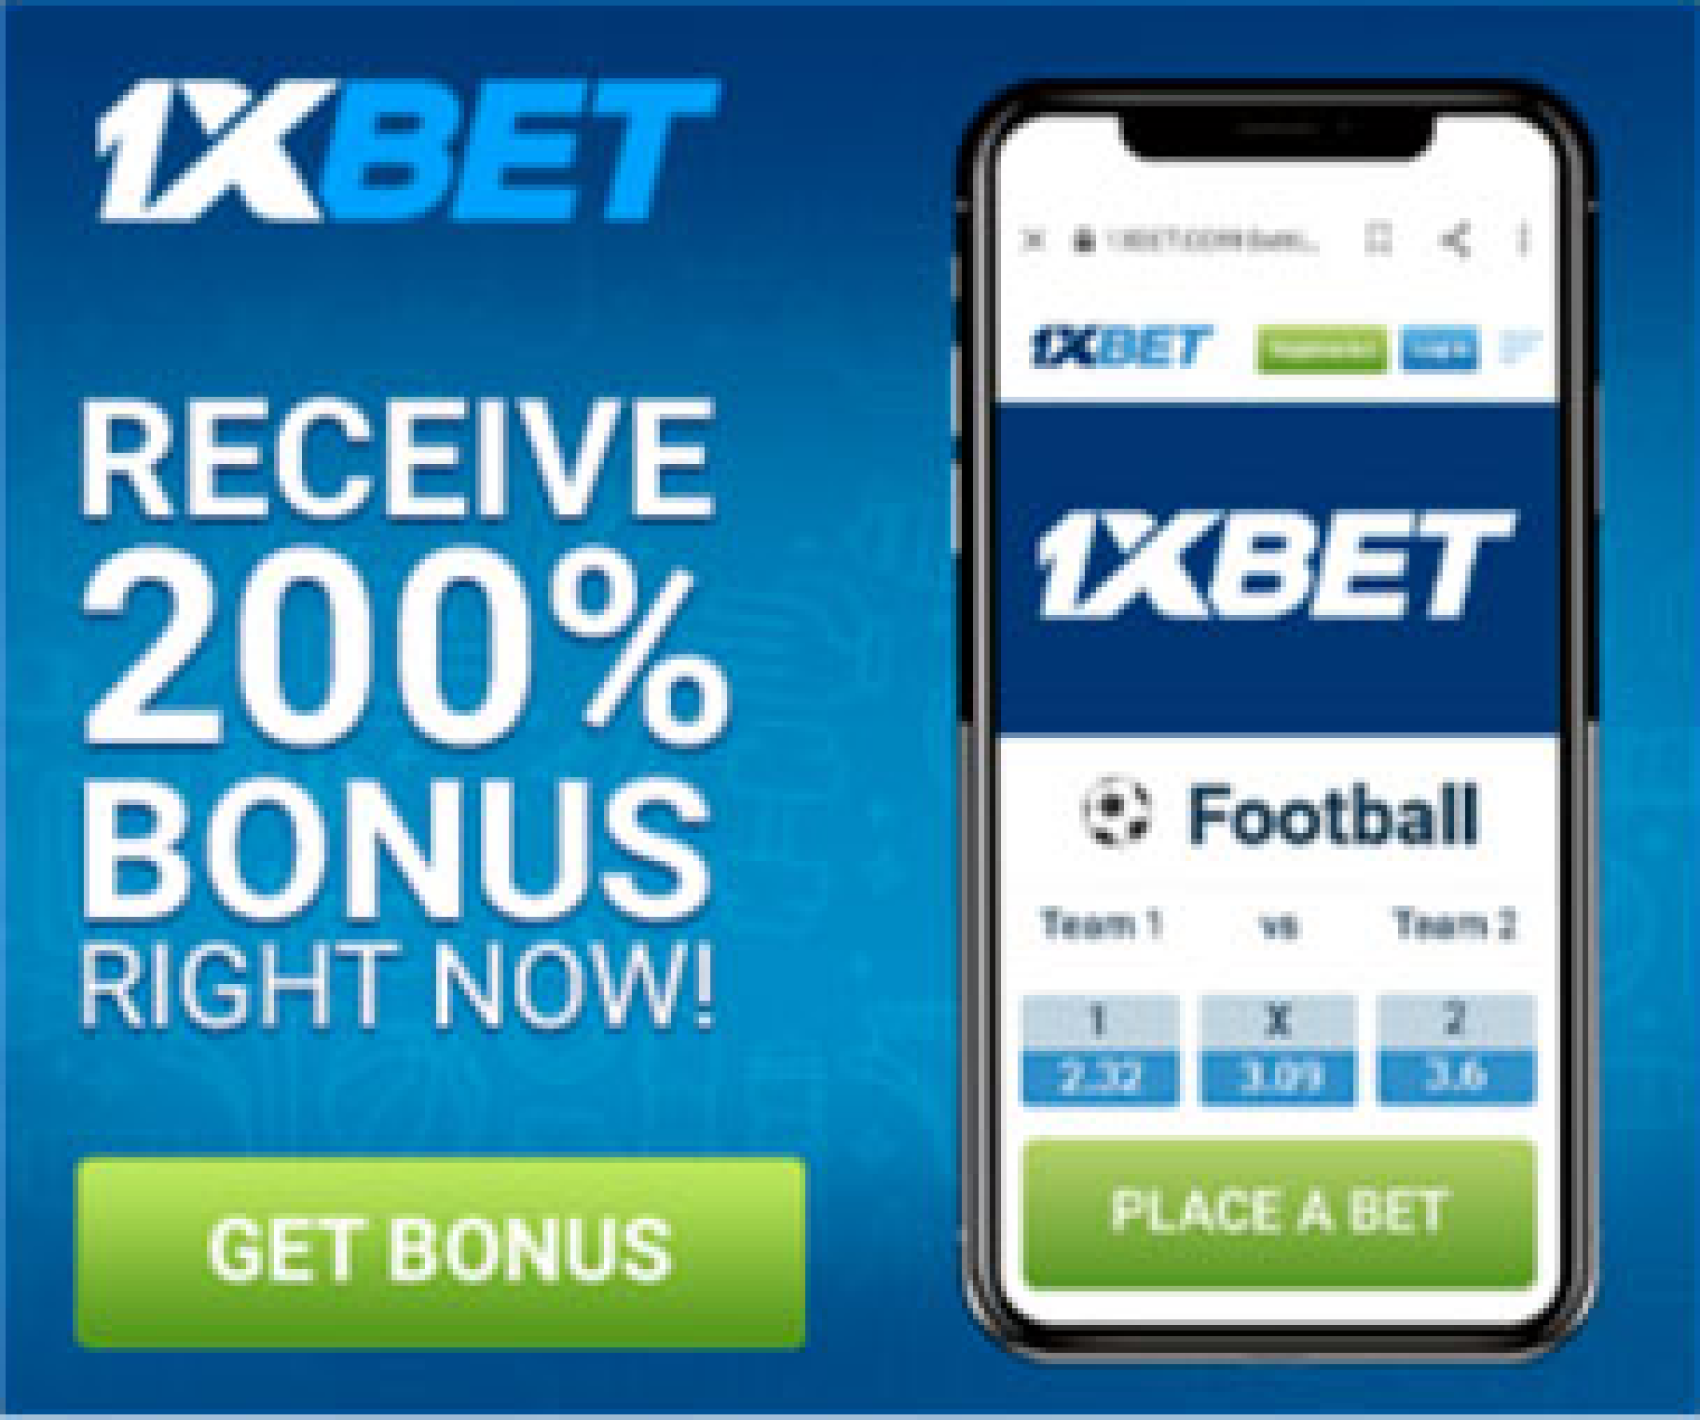 1XBET
RECEIVE
200%
BONUS
RIGHT NOW!
GET BONUS
1XBET
1XBET
Football
Team 1 vs Team 2
1 X 2
2.32 3.09 3.6
PLACE A BET